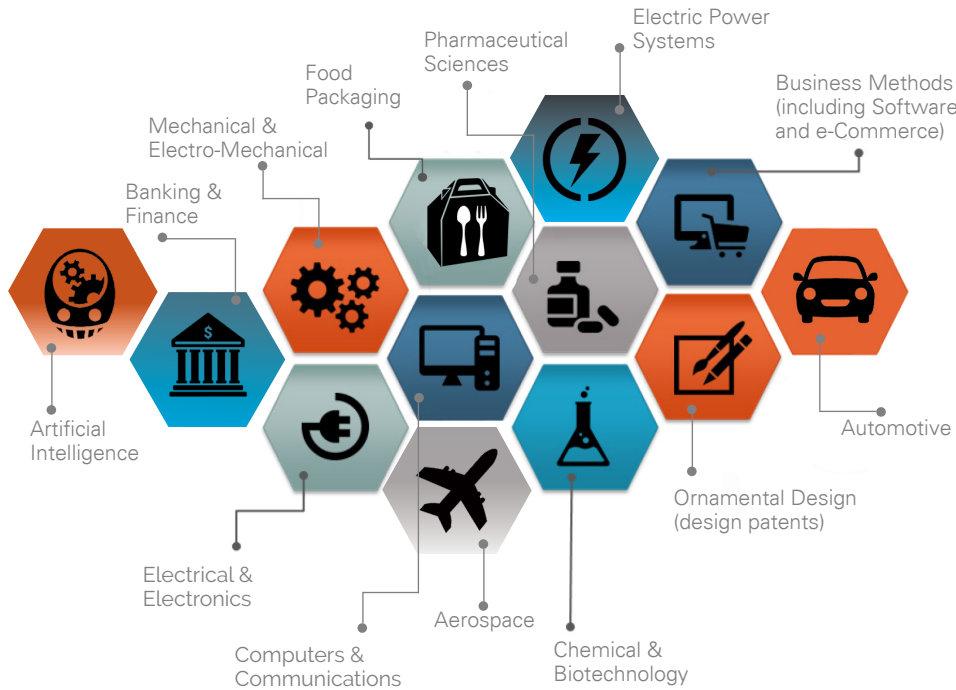 Electric Power
Systems
Pharmaceutical
Sciences
Food
Packaging
Business Methods
(including Software
and e-Commerce)
Mechanical &
Electro-Mechanical
Banking &
Finance
$
Artificial
Intelligence
Automotive
Ornamental Design
(design patents)
Electrical &
Electronics
Aerospace
Computers &
Communications
Chemical &
Biotechnology